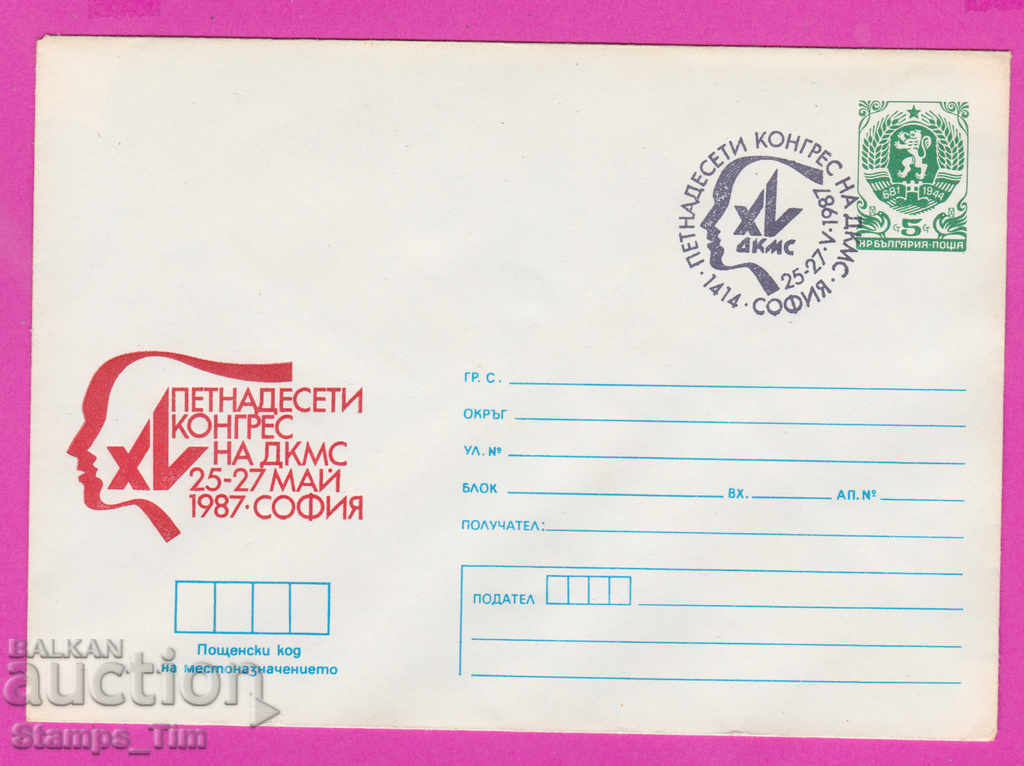 ПЕТНАДЕСЕТИ КОНГРЕС НА ДКМС
25-27·V·1987
XV
ДКМС
·1414·СОФИЯ·
681 1944
5
НР БЪЛГАРИЯ·ПОЩА
ПЕТНАДЕСЕТИ
КОНГРЕС
XV НА ДКМС
25-27 МАЙ
1987·СОФИЯ
ГР. С.
ОКРЪГ
УЛ. №
БЛОК ВХ. АП. №
ПОЛУЧАТЕЛ:
ПОДАТЕЛ
Пощенски код
на местоназначението
BALKAN
auction
Stamps_Tim